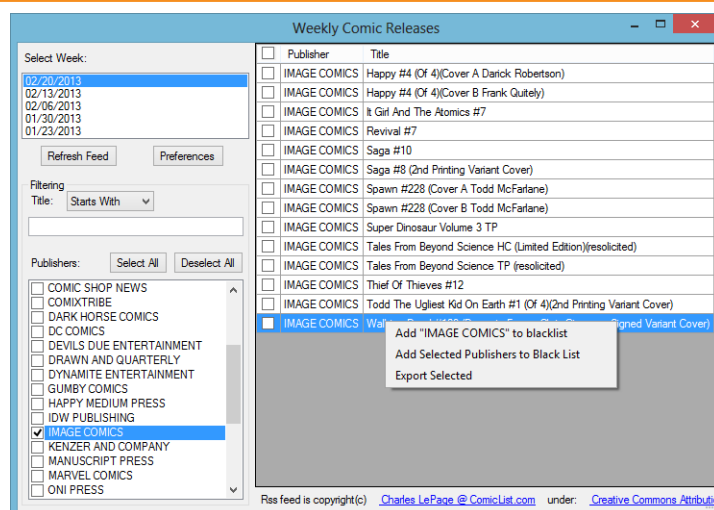 Weekly Comic Releases
Select Week:
02/20/2013
02/13/2013
02/06/2013
01/30/2013
01/23/2013
Refresh Feed
Preferences
Filtering
Title:
Starts With
Publishers:
Select All
Deselect All
COMIC SHOP NEWS
COMIXTRIBE
DARK HORSE COMICS
DC COMICS
DEVILS DUE ENTERTAINMENT
DRAWN AND QUARTERLY
DYNAMITE ENTERTAINMENT
GUMBY COMICS
HAPPY MEDIUM PRESS
IDW PUBLISHING
IMAGE COMICS
KENZER AND COMPANY
MANUSCRIPT PRESS
MARVEL COMICS
ONI PRESS
Publisher Title
IMAGE COMICS Happy #4 (Of 4)(Cover A Darick Robertson)
IMAGE COMICS Happy #4 (Of 4)(Cover B Frank Quitely)
IMAGE COMICS It Girl And The Atomics #7
IMAGE COMICS Revival #7
IMAGE COMICS Saga #10
IMAGE COMICS Saga #8 (2nd Printing Variant Cover)
IMAGE COMICS Spawn #228 (Cover A Todd McFarlane)
IMAGE COMICS Spawn #228 (Cover B Todd McFarlane)
IMAGE COMICS Super Dinosaur Volume 3 TP
IMAGE COMICS Tales From Beyond Science HC (Limited Edition)(resolicited)
IMAGE COMICS Tales From Beyond Science TP (resolicited)
IMAGE COMICS Thief Of Thieves #12
IMAGE COMICS Todd The Ugliest Kid On Earth #1 (Of 4)(2nd Printing Variant Cover)
IMAGE COMICS Signed Variant Cover)
Add "IMAGE COMICS" to blacklist
Add Selected Publishers to Black List
Export Selected
Rss feed is copyright(c) Charles LePage @ ComicList.com under: Creative Commons Attributi